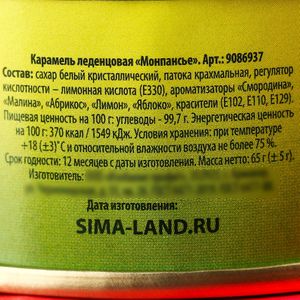 Карамель леденцовая «Монпансье». Арт.: 9086937
Состав: сахар белый кристаллический, патока крахмальная, регулятор
кислотности – лимонная кислота (Е330), ароматизаторы «Смородина»,
«Малина», «Абрикос», «Лимон», «Яблоко», красители (Е102, Е110, Е129).
Пищевая ценность на 100 г: углеводы - 99,7 г. Энергетическая ценность
на 100 г: 370 ккал / 1549 кДж. Условия хранения: при температуре
+18 (±3)° С и относительной влажности воздуха не более 75 %.
Срок годности: 12 месяцев с даты изготовления. Масса нетто: 65 г (± 5 г).
Изготовитель:
Дата изготовления:
SIMA-LAND.RU